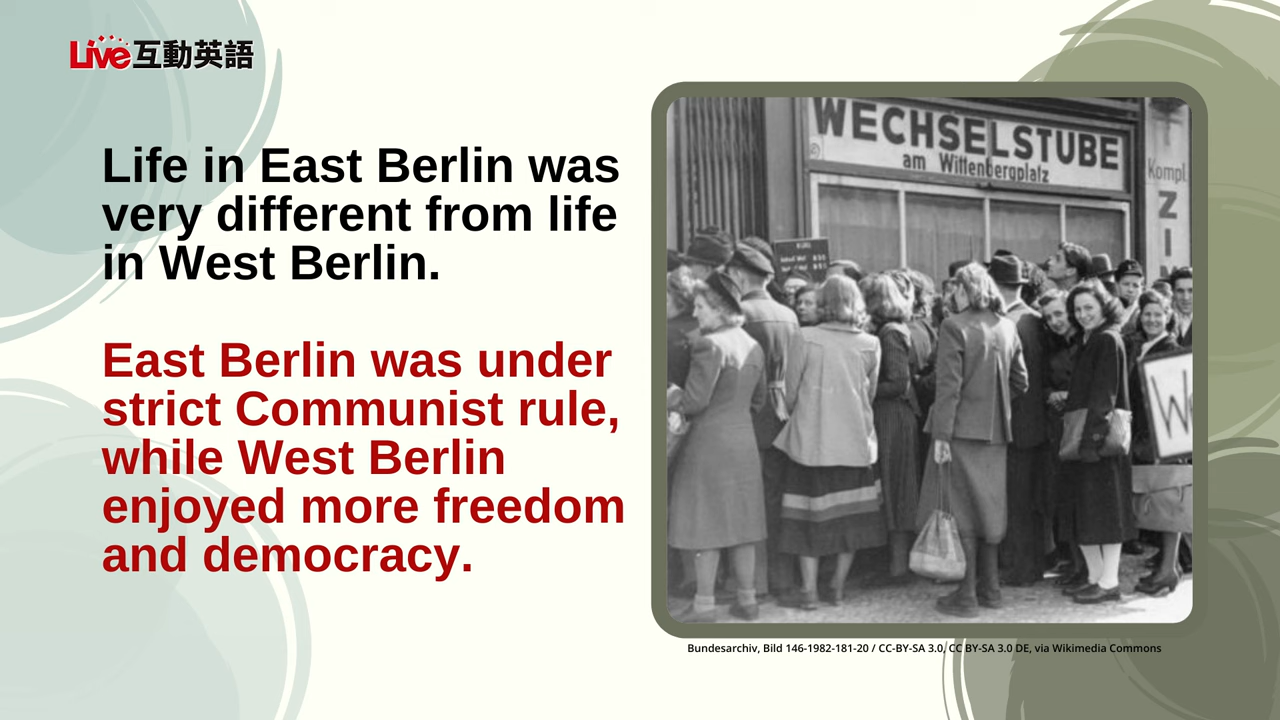 Live互動英語
Life in East Berlin was
very different from life
in West Berlin.
East Berlin was under
strict Communist rule,
while West Berlin
enjoyed more freedom
and democracy.
WECHSELSTUBE
am Wittenbergplatz
Kompl.
Z
I
Bundesarchiv, Bild 146-1982-181-20 / CC-BY-SA 3.0, CC BY-SA 3.0 DE, via Wikimedia Commons